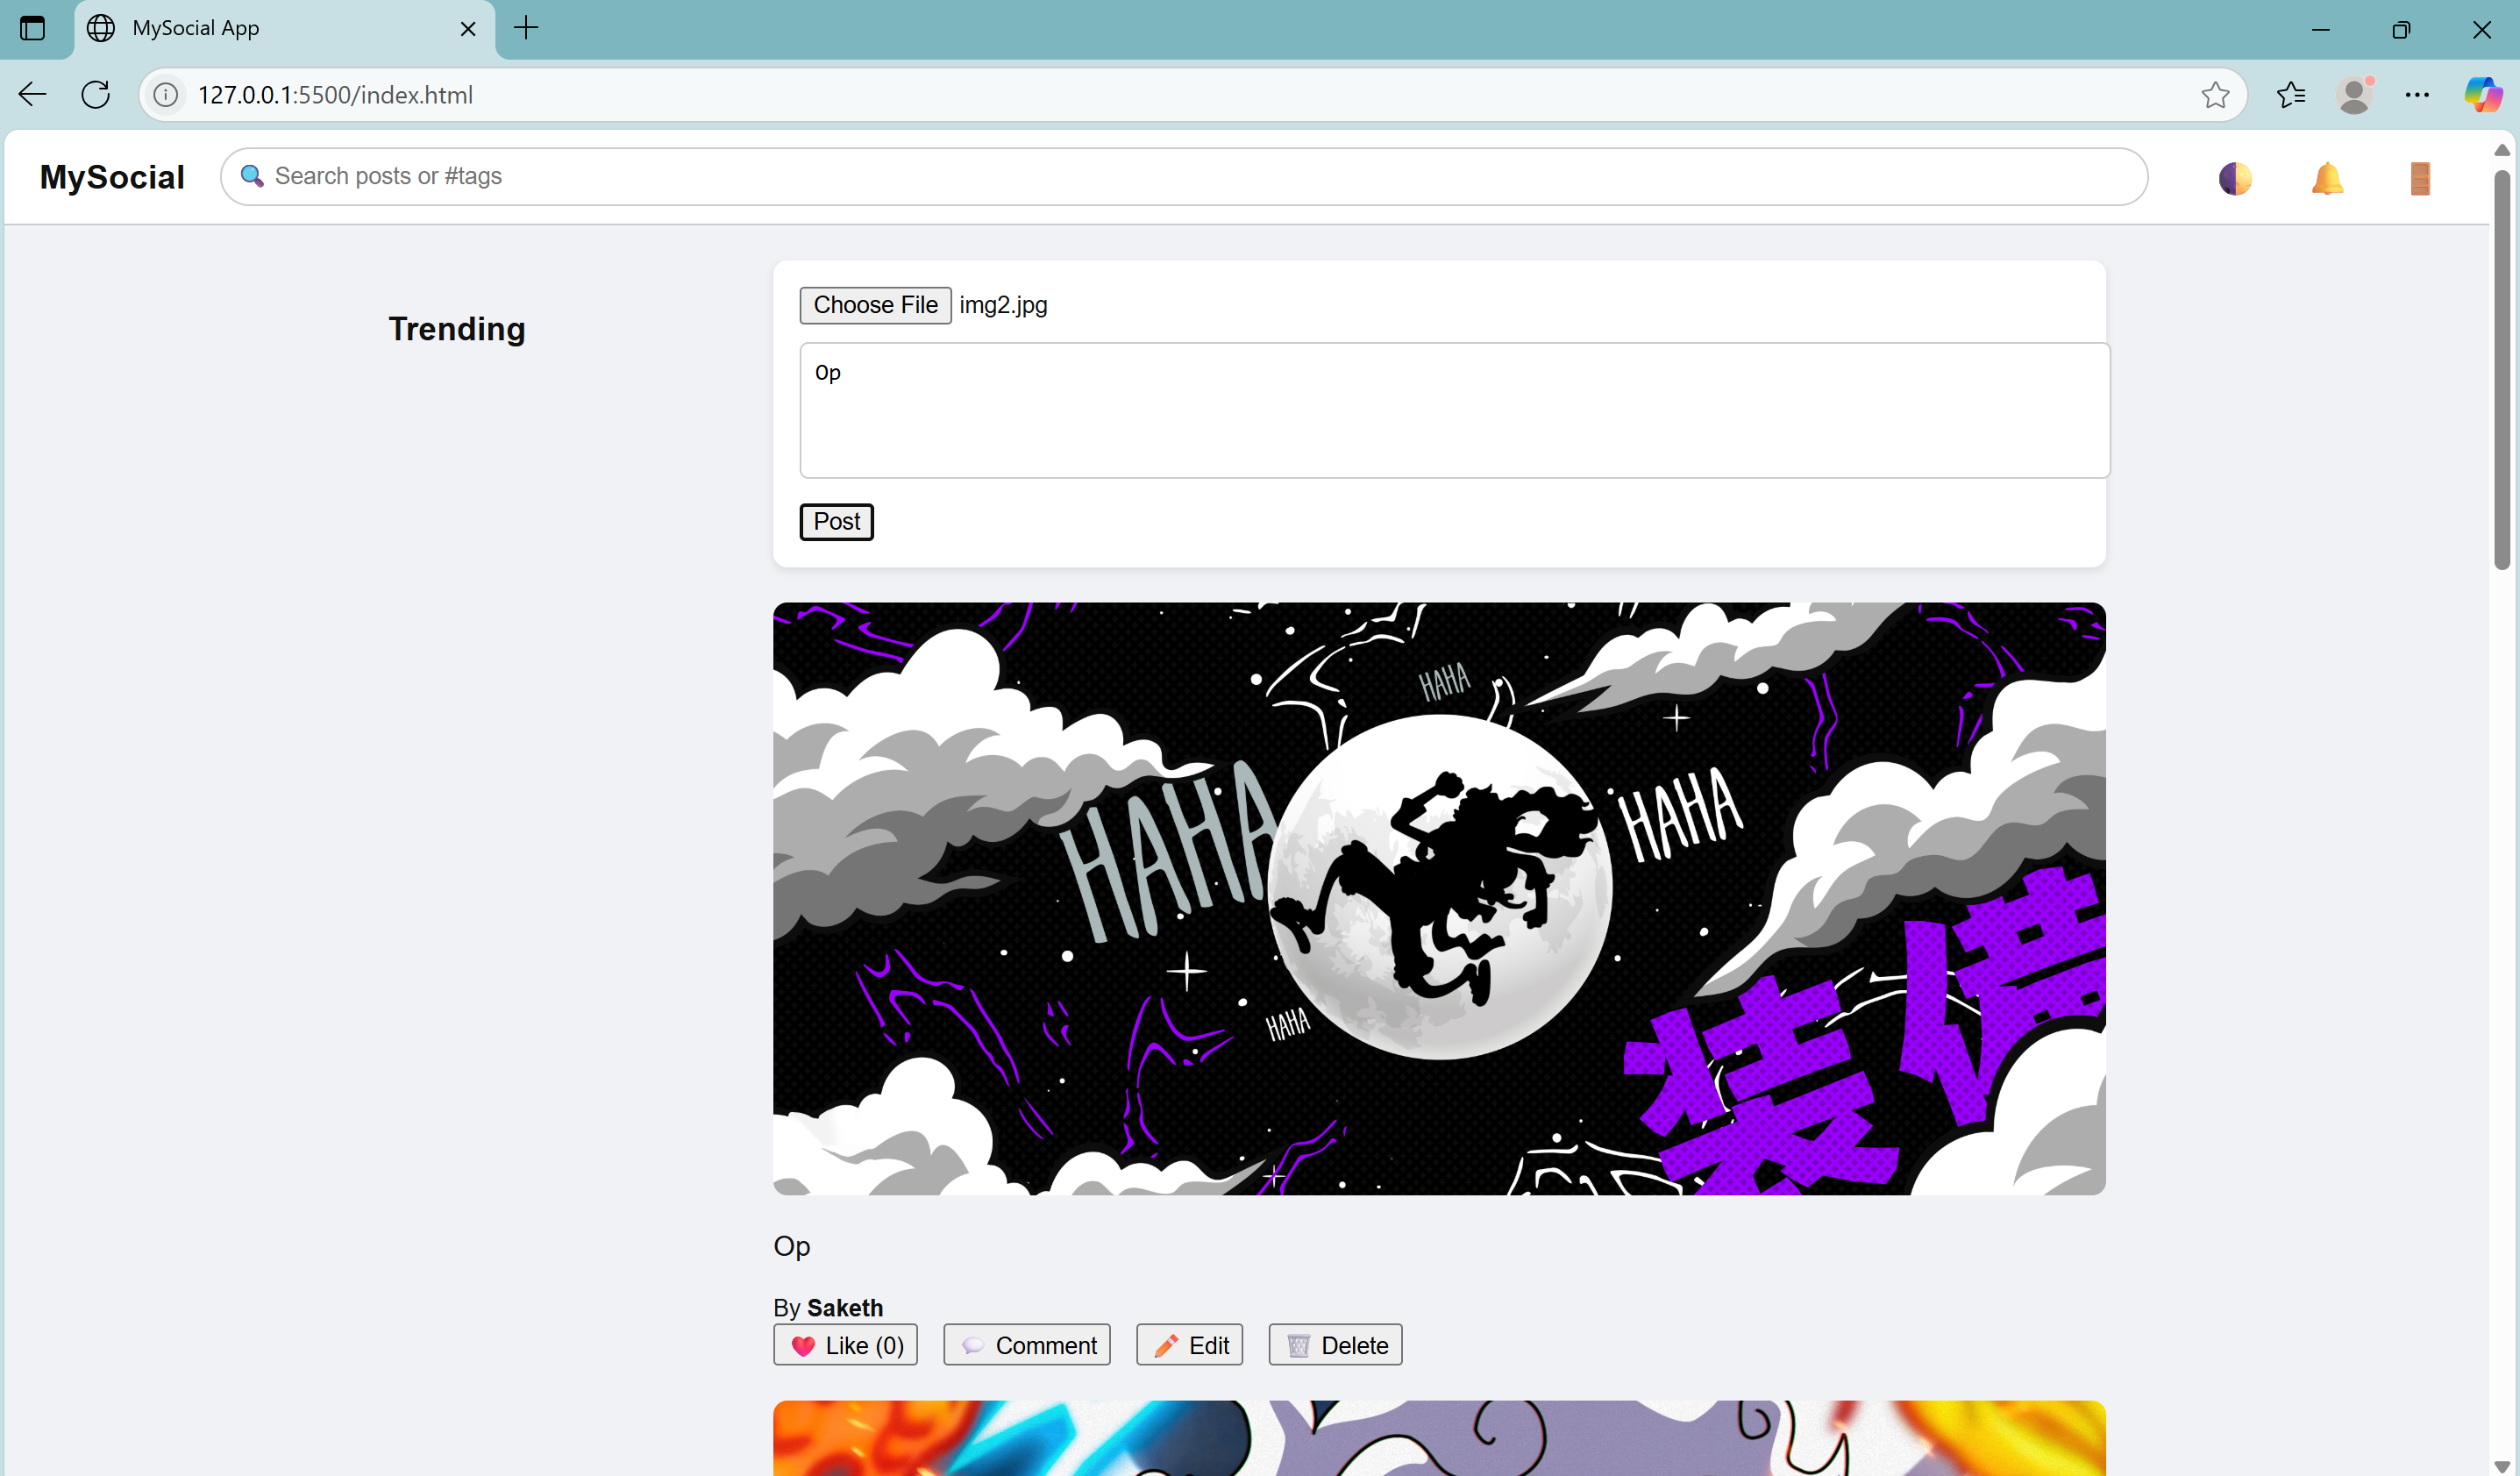 MySocial App
127.0.0.1:5500/index.html
MySocial
Search posts or #tags
Trending
Choose File img2.jpg
Op
Post
HAHA
HAHA
HAHA
HAHA
装備
Op
By Saketh
Like (0)
Comment
Edit
Delete